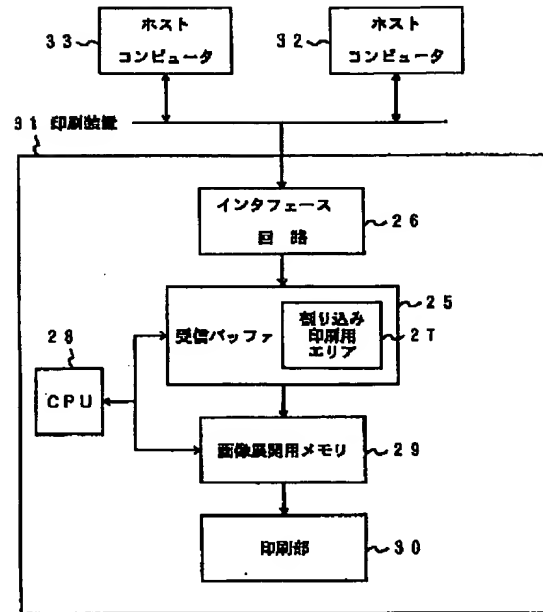 33
ホスト
コンピュータ
32
ホスト
コンピュータ
31 印刷装置
インタフェース
回路
26
25
受信バッファ
割り込み
印刷用
エリア
27
28
CPU
画像展開用メモリ
29
印刷部
30